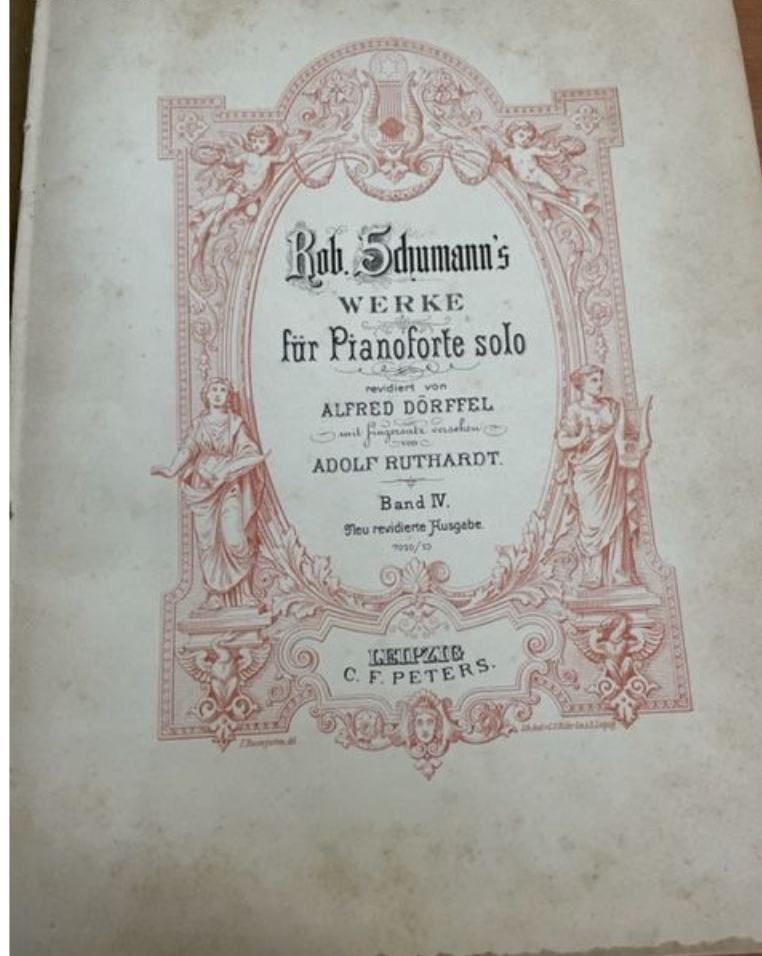 Rob. Schumann's
WERKE
für Pianoforte solo
revidiert von
ALFRED DÖRFFEL
mit Fingersatz versehen
von
ADOLF RUTHARDT.
Band IV.
Neu revidierte Ausgabe.
LEIPZIG
C. F. PETERS.